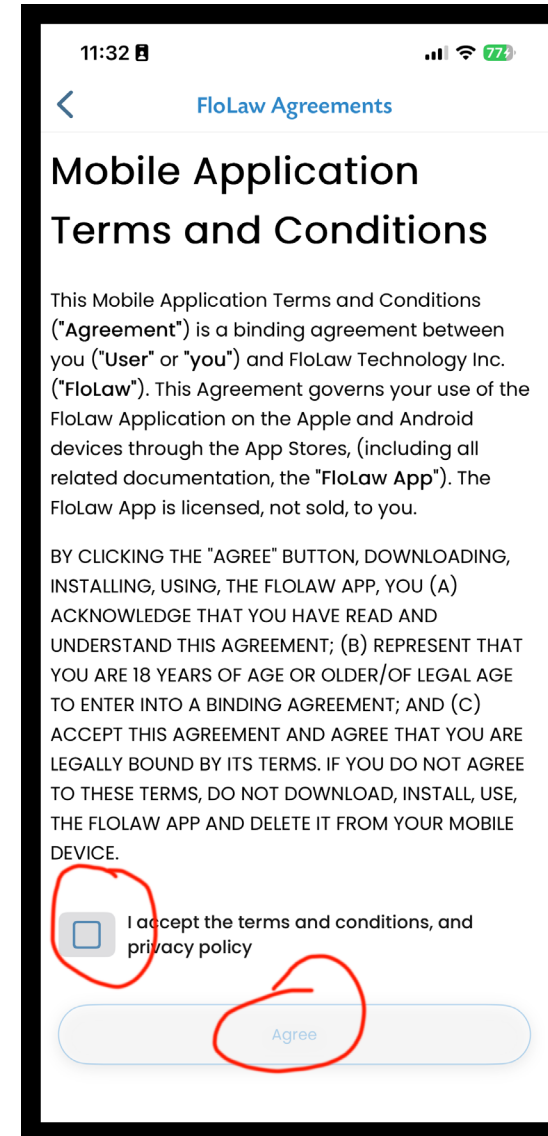 11:32
77
FloLaw Agreements
Mobile Application
Terms and Conditions
This Mobile Application Terms and Conditions
("Agreement") is a binding agreement between
you ("User" or "you") and FloLaw Technology Inc.
("FloLaw"). This Agreement governs your use of the
FloLaw Application on the Apple and Android
devices through the App Stores, (including all
related documentation, the "FloLaw App"). The
FloLaw App is licensed, not sold, to you.
BY CLICKING THE "AGREE" BUTTON, DOWNLOADING,
INSTALLING, USING, THE FLOLAW APP, YOU (A)
ACKNOWLEDGE THAT YOU HAVE READ AND
UNDERSTAND THIS AGREEMENT; (B) REPRESENT THAT
YOU ARE 18 YEARS OF AGE OR OLDER/OF LEGAL AGE
TO ENTER INTO A BINDING AGREEMENT; AND (C)
ACCEPT THIS AGREEMENT AND AGREE THAT YOU ARE
LEGALLY BOUND BY ITS TERMS. IF YOU DO NOT AGREE
TO THESE TERMS, DO NOT DOWNLOAD, INSTALL, USE,
THE FLOLAW APP AND DELETE IT FROM YOUR MOBILE
DEVICE.
I accept the terms and conditions, and
privacy policy
Agree